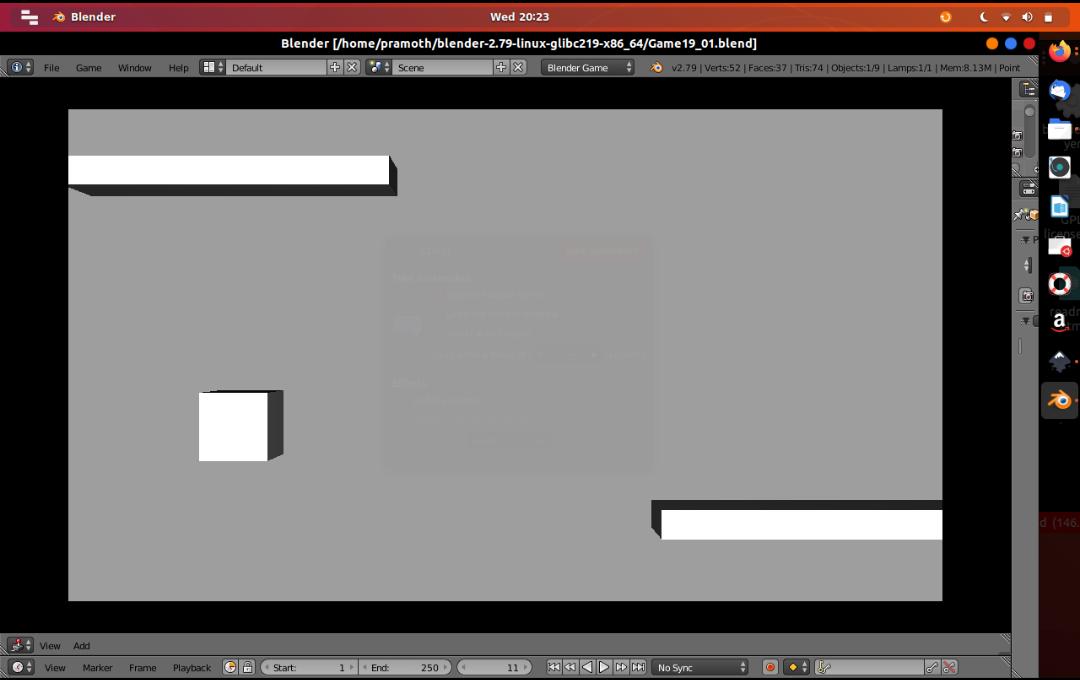 Blender
Wed 20:23
Blender [/home/pramoth/blender-2.79-linux-glibc219-x86_64/Game19_01.blend]
File Game Window Help Default Scene Blender Game v2.79 | Verts:52 | Faces:37 | Tris:74 | Objects:1/9 | Lamps:1/1 | Mem:8.13M | Point
View Add
View Marker Frame Playback Start: 1 End: 250 11 No Sync
d (146.